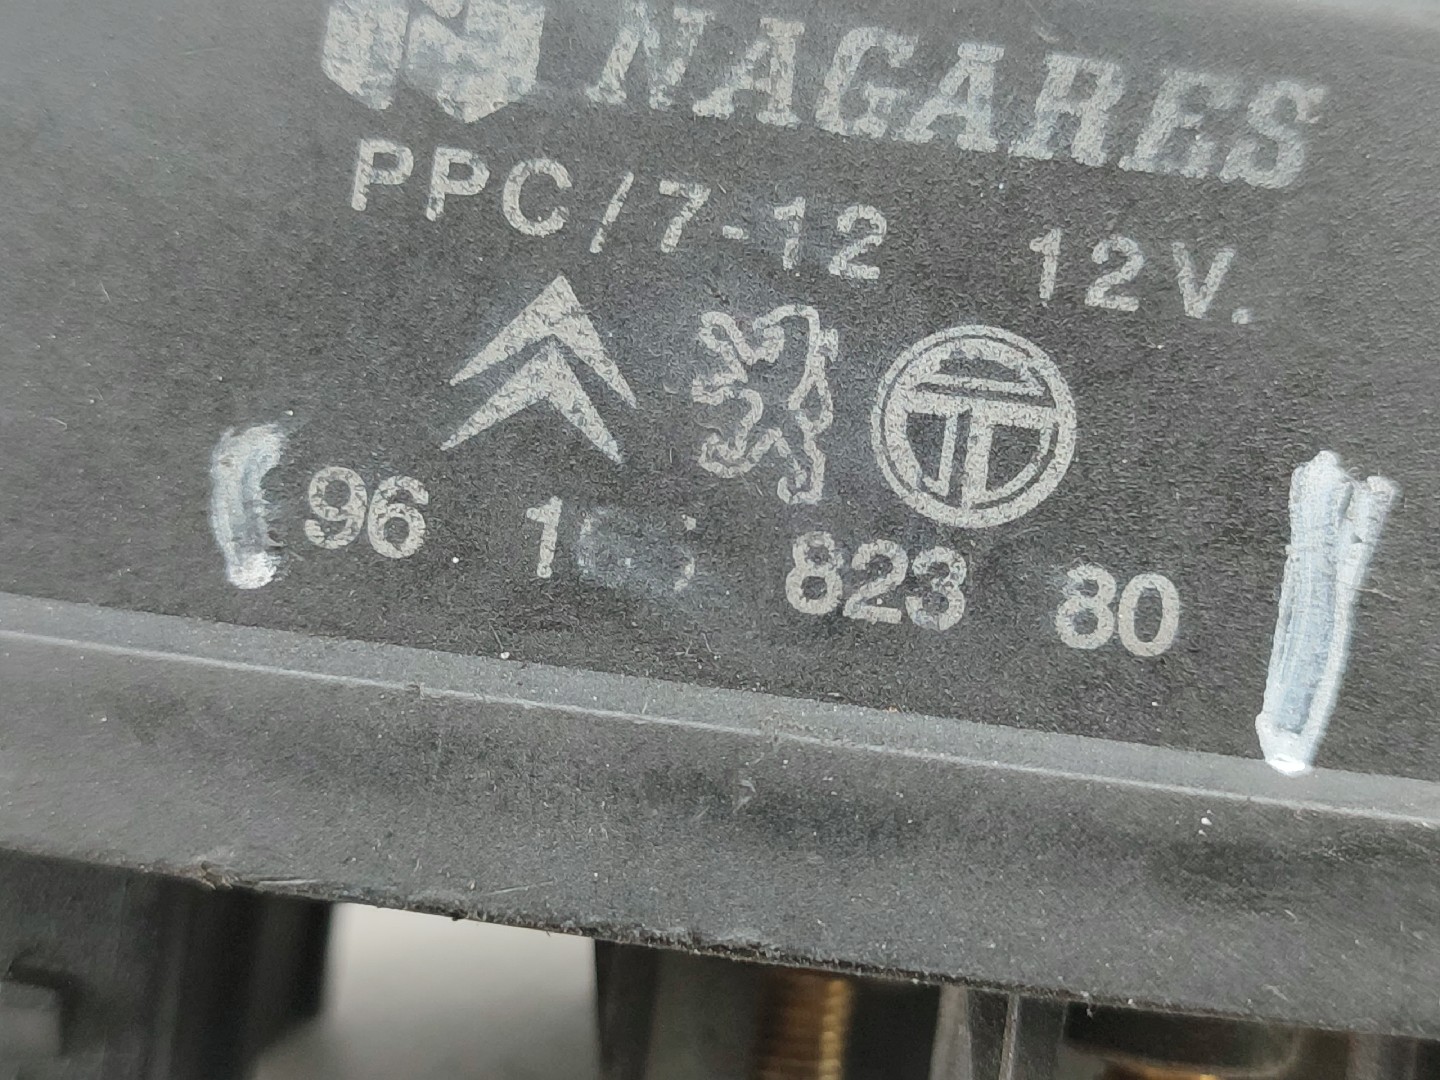 NAGARES
PPC/7-12 12V.
96 823 80